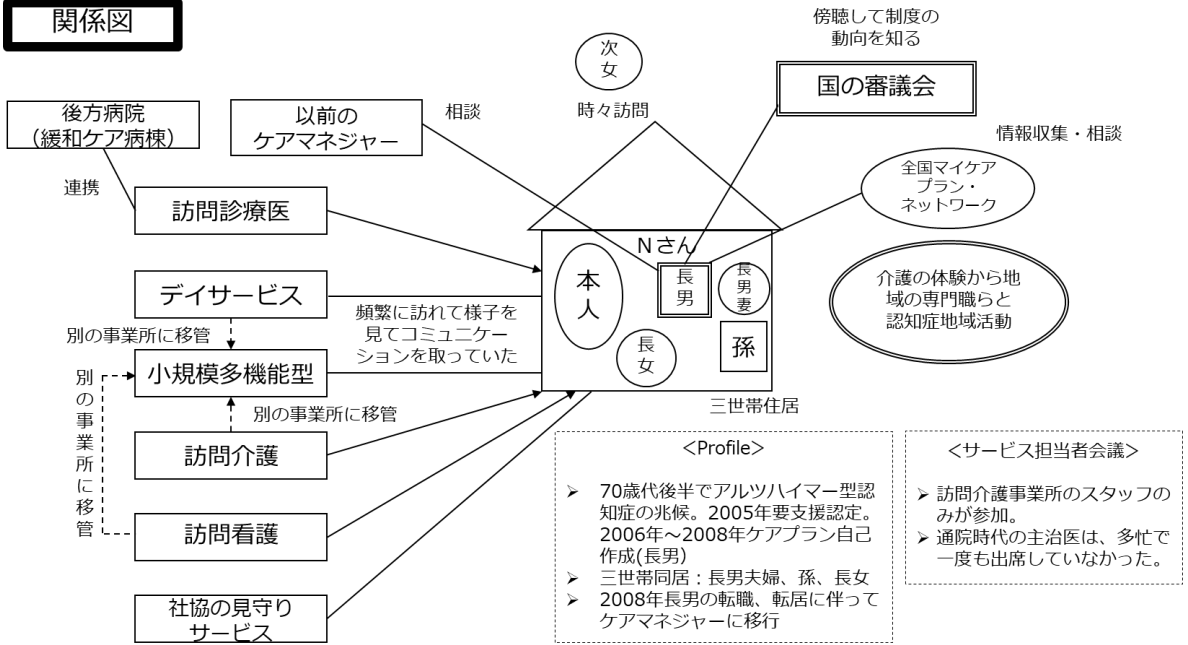 関係図
傍聴して制度の
動向を知る
次
女
時々訪問
国の審議会
後方病院
（緩和ケア病棟）
以前の
ケアマネジャー
相談
情報収集・相談
連携
全国マイケア
プラン・
ネットワーク
訪問診療医
Ｎさん
本
人
長
男
長
男
妻
長
女
孫
三世帯住居
介護の体験から地
域の専門職らと
認知症地域活動
デイサービス
頻繁に訪れて様子を
見てコミュニケー
ションを取っていた
別の事業所に移管
小規模多機能型
別の事業所に移管
別
の
事
業
所
に
移
管
訪問介護
訪問看護
社協の見守り
サービス
＜Profile＞
➢ 70歳代後半でアルツハイマー型認
知症の兆候。2005年要支援認定。
2006年～2008年ケアプラン自己
作成(長男)
➢ 三世帯同居：長男夫婦、孫、長女
➢ 2008年長男の転職、転居に伴って
ケアマネジャーに移行
＜サービス担当者会議＞
➢ 訪問介護事業所のスタッフの
みが参加。
➢ 通院時代の主治医は、多忙で
一度も出席していなかった。